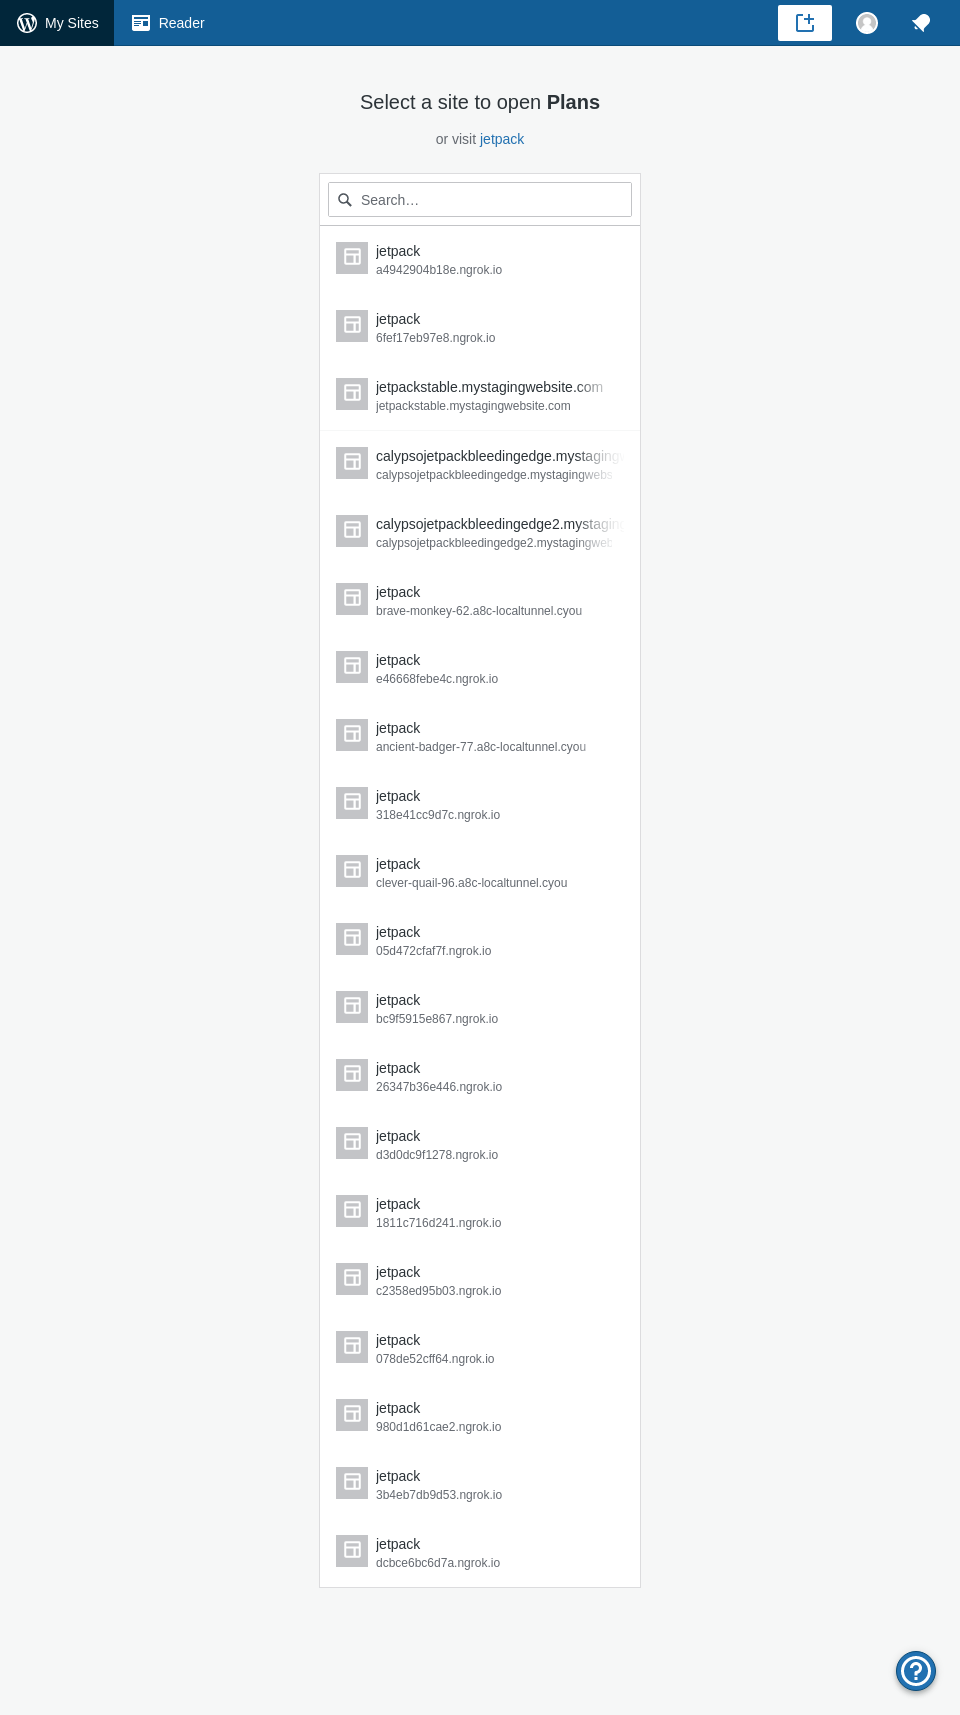 My Sites
Reader
Select a site to open Plans
or visit jetpack
Search…
jetpack
a4942904b18e.ngrok.io
jetpack
6fef17eb97e8.ngrok.io
jetpackstable.mystagingwebsite.com
jetpackstable.mystagingwebsite.com
calypsojetpackbleedingedge.mystaging
calypsojetpackbleedingedge.mystagingwebs
calypsojetpackbleedingedge2.mystaging
calypsojetpackbleedingedge2.mystagingweb
jetpack
brave-monkey-62.a8c-localtunnel.cyou
jetpack
e46668febe4c.ngrok.io
jetpack
ancient-badger-77.a8c-localtunnel.cyou
jetpack
318e41cc9d7c.ngrok.io
jetpack
clever-quail-96.a8c-localtunnel.cyou
jetpack
05d472cfaf7f.ngrok.io
jetpack
bc9f5915e867.ngrok.io
jetpack
26347b36e446.ngrok.io
jetpack
d3d0dc9f1278.ngrok.io
jetpack
1811c716d241.ngrok.io
jetpack
c2358ed95b03.ngrok.io
jetpack
078de52cff64.ngrok.io
jetpack
980d1d61cae2.ngrok.io
jetpack
3b4eb7db9d53.ngrok.io
jetpack
dcbce6bc6d7a.ngrok.io